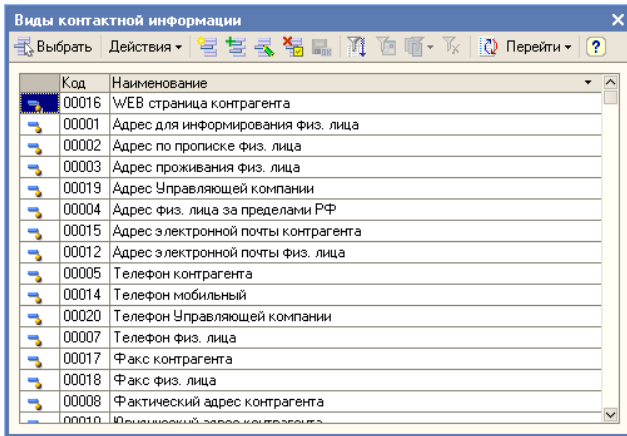 Виды контактной информации
Выбрать Действия Перейти ?
Код Наименование
00016 WEB страница контрагента
00001 Адрес для информирования физ. лица
00002 Адрес по прописке физ. лица
00003 Адрес проживания физ. лица
00019 Адрес Управляющей компании
00004 Адрес физ. лица за пределами РФ
00015 Адрес электронной почты контрагента
00012 Адрес электронной почты физ. лица
00005 Телефон контрагента
00014 Телефон мобильный
00020 Телефон Управляющей компании
00007 Телефон физ. лица
00017 Факс контрагента
00018 Факс физ. лица
00008 Фактический адрес контрагента
00010 Юридический адрес контрагента